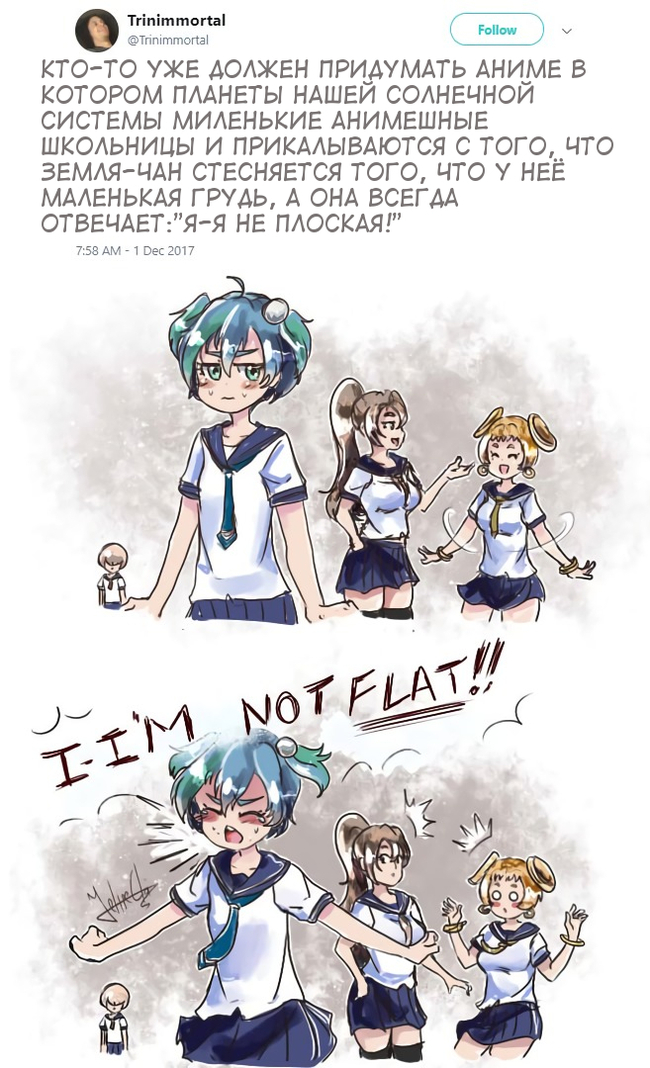 Trinimmortal
@Trinimmortal
Follow
КТО-ТО УЖЕ ДОЛЖЕН ПРИДУМАТЬ АНИМЕ В
КОТОРОМ ПЛАНЕТЫ НАШЕЙ СОЛНЕЧНОЙ
СИСТЕМЫ МИЛЕНЬКИЕ АНИМЕШНЫЕ
ШКОЛЬНИЦЫ И ПРИКАЛЫВАЮТСЯ С ТОГО, ЧТО
ЗЕМЛЯ-ЧАН СТЕСНЯЕТСЯ ТОГО, ЧТО У НЕЁ
МАЛЕНЬКАЯ ГРУДЬ, А ОНА ВСЕГДА
ОТВЕЧАЕТ:"Я-Я НЕ ПЛОСКАЯ!"
7:58 AM - 1 Dec 2017
I-I'M NOT FLAT!!